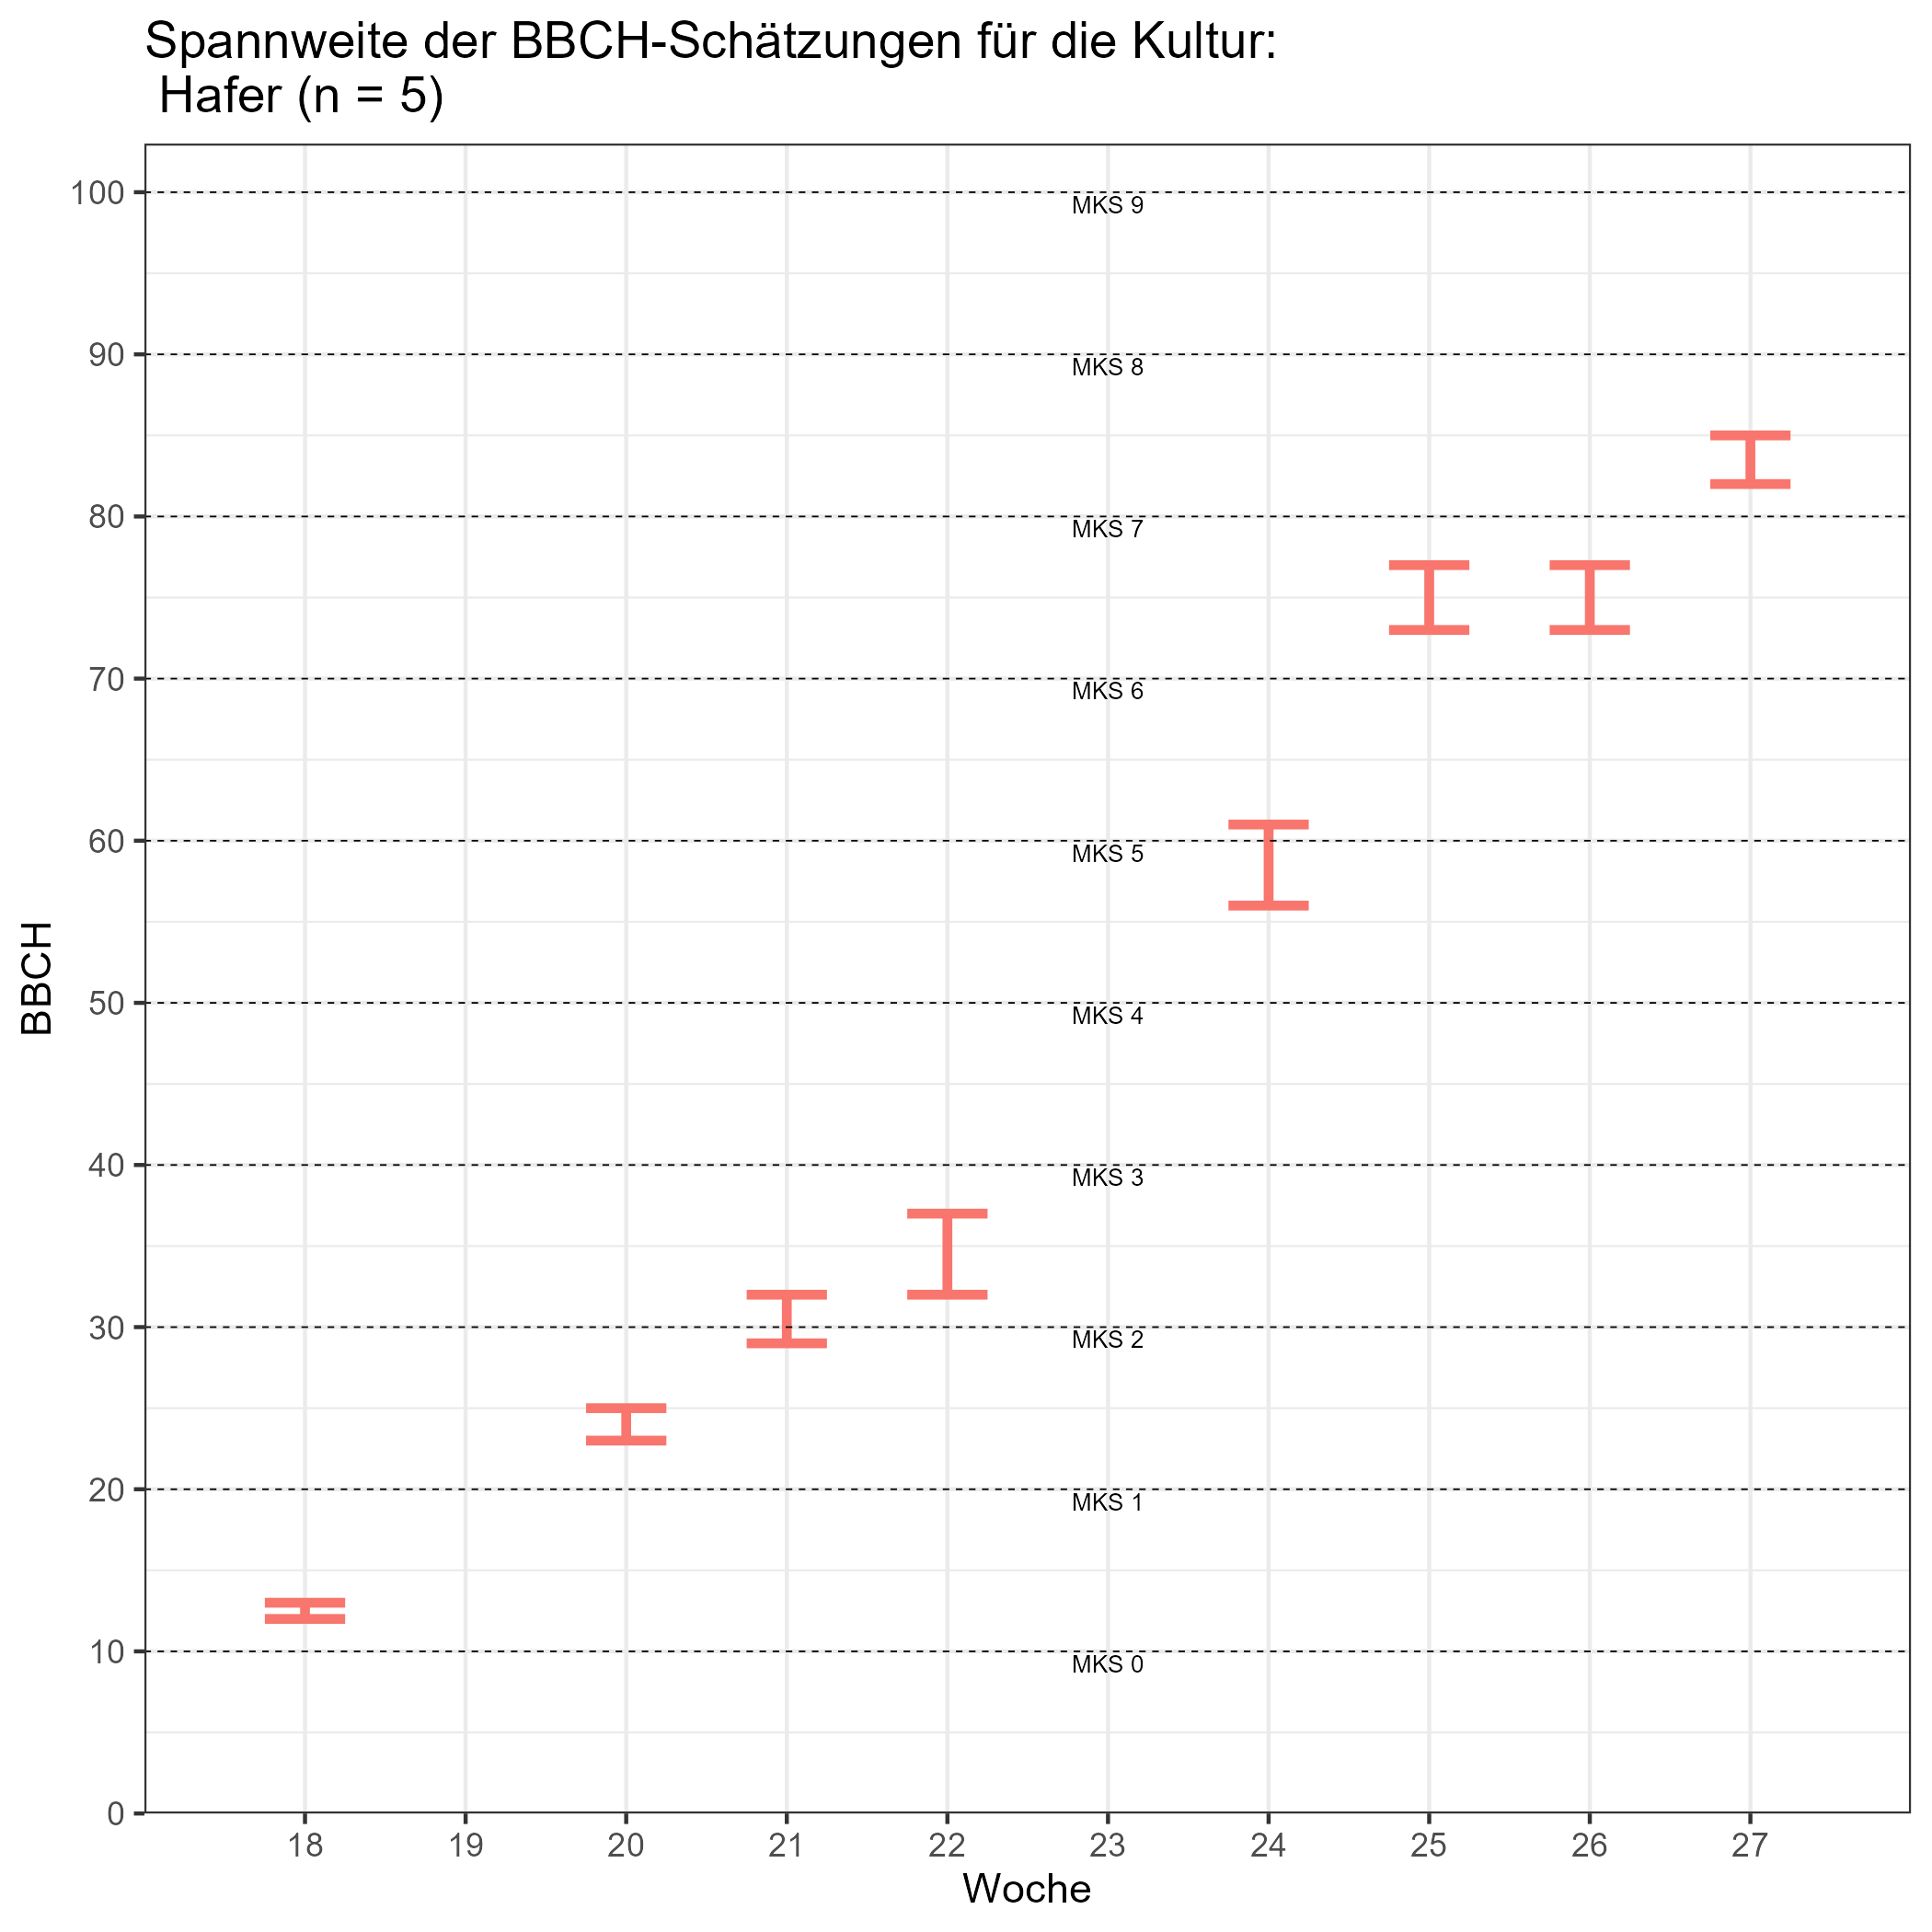 Spannweite der BBCH-Schätzungen für die Kultur:
Hafer (n = 5)
100
MKS 9
90
MKS 8
80
MKS 7
70
MKS 6
60
MKS 5
50
MKS 4
40
MKS 3
30
MKS 2
20
MKS 1
10
MKS 0
0
BBCH
18 19 20 21 22 23 24 25 26 27
Woche